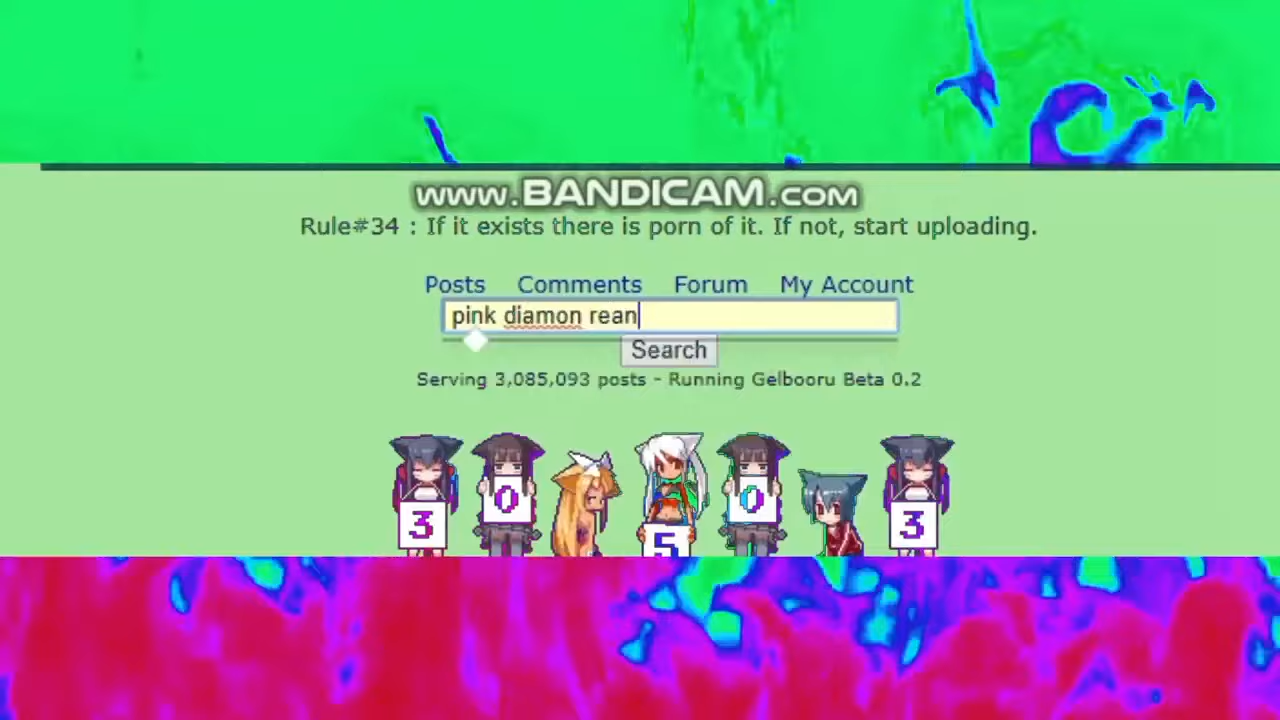 www.BANDICAM.com
Rule#34 : If it exists there is porn of it. If not, start uploading.
Posts Comments Forum My Account
pink diamon rean
Search
Serving 3,085,093 posts - Running Gelbooru Beta 0.2
3 0 5 0 3